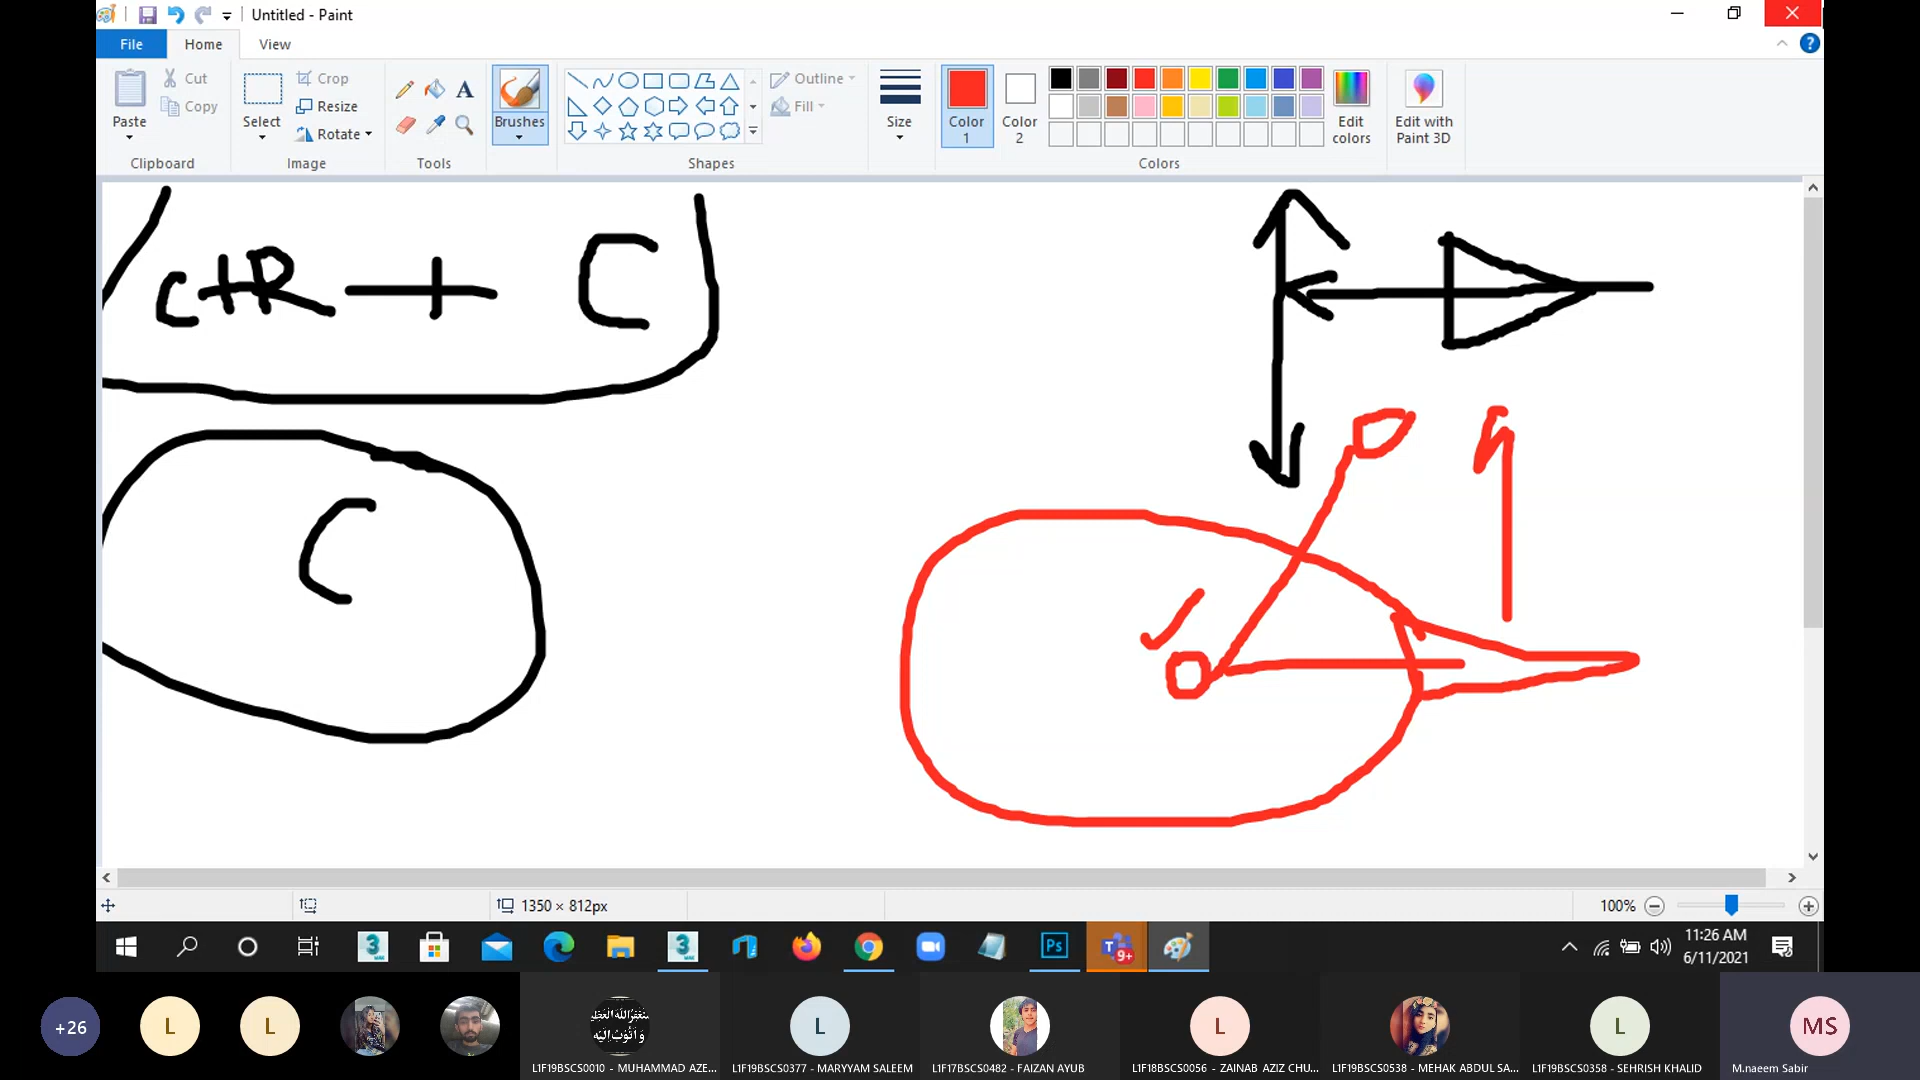 Untitled - Paint
File Home View
Paste
Cut
Copy
Clipboard
Select
Crop
Resize
Rotate
Image
Tools
Brushes
Shapes
Outline
Fill
Size
Color 1
Color 2
Colors
Edit colors
Edit with Paint 3D
c+R + C
C
1350 × 812px
100%
Ps
9+
11:26 AM
6/11/2021
+26
L
L
L
L
L
MS
L1F19BSCS0010 - MUHAMMAD AZE...
L1F19BSCS0377 - MARYYAM SALEEM
L1F17BSCS0482 - FAIZAN AYUB
L1F18BSCS0056 - ZAINAB AZIZ CHU...
L1F19BSCS0538 - MEHAK ABDUL SA...
L1F19BSCS0358 - SEHRISH KHALID
M.naeem Sabir